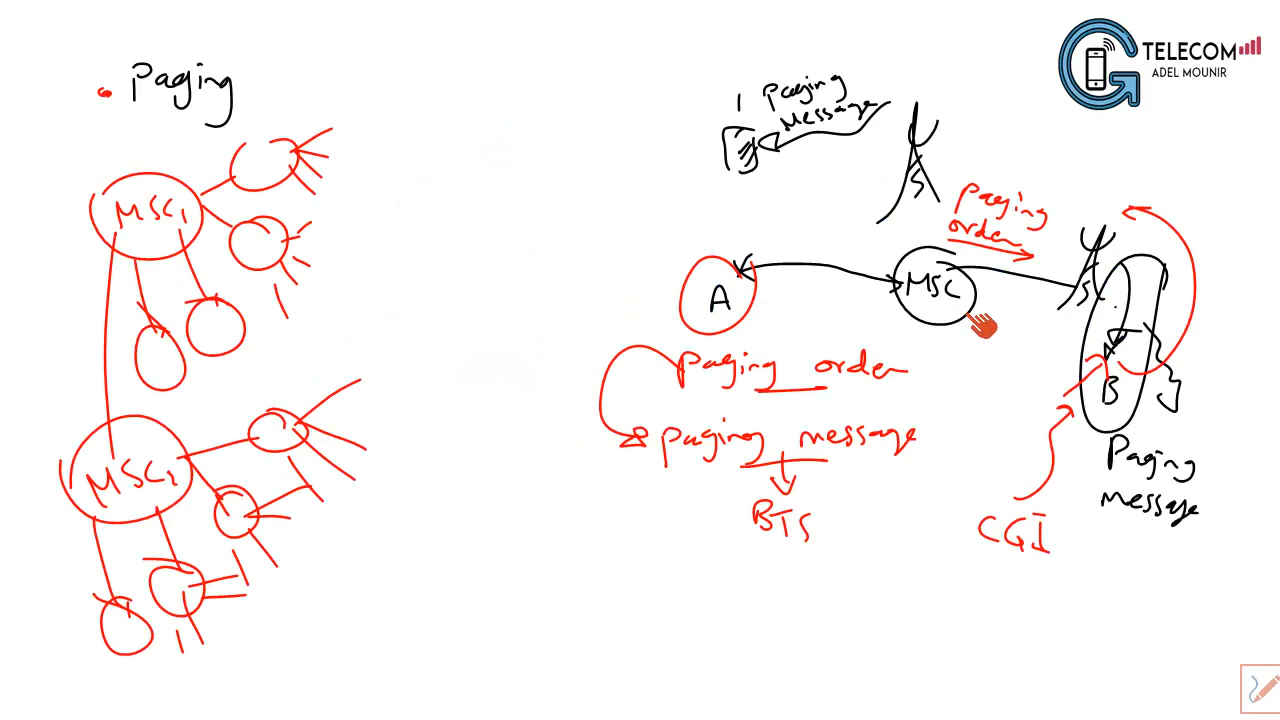 TELECOM
ADEL MOUNIR
Paging
1 Paging
Message
MSC1
Paging
order
A
MSC
Paging order
B
Paging message
Paging
message
MSC1
BTS
CGI